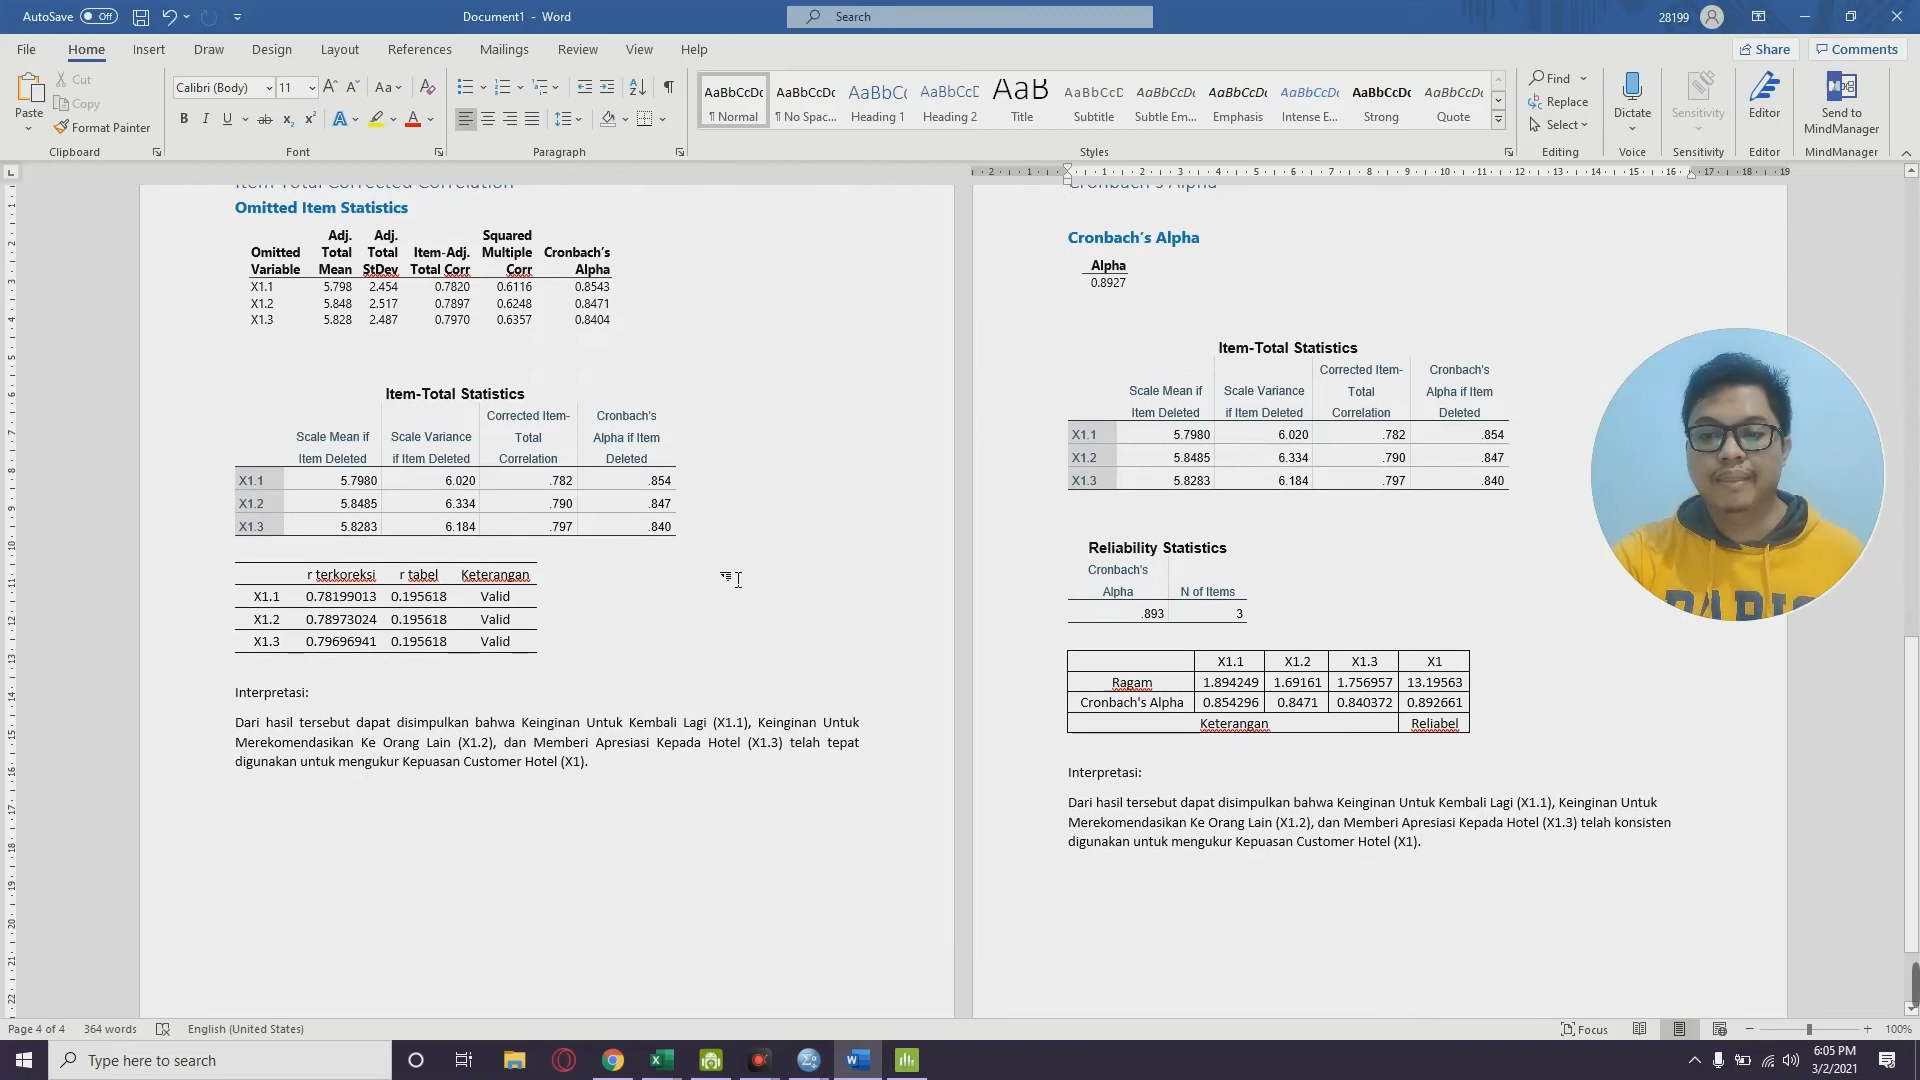 AutoSave Off Document1 - Word Search 28199
File Home Insert Draw Design Layout References Mailings Review View Help Share Comments
Paste Cut Copy Format Painter Clipboard
Calibri (Body) 11 Aa Font
Paragraph
AaBbCcDc AaBbCcDc AaBbCc AaBbCcD AaB AaBbCcD AaBbCcDc AaBbCcDc AaBbCcDc AaBbCcDc AaBbCcDc
¶ Normal ¶ No Spac... Heading 1 Heading 2 Title Subtitle Subtle Em... Emphasis Intense E... Strong Quote
Styles
Find Replace Select Editing
Dictate Voice
Sensitivity Sensitivity
Editor Editor
Send to MindManager MindManager
Item-Total Corrected Correlation
Omitted Item Statistics
Adj. Adj. Squared
Omitted Total Total Item-Adj. Multiple Cronbach's
Variable Mean StDev Total Corr Corr Alpha
X1.1 5.798 2.454 0.7820 0.6116 0.8543
X1.2 5.848 2.517 0.7897 0.6248 0.8471
X1.3 5.828 2.487 0.7970 0.6357 0.8404
Item-Total Statistics
Corrected Item- Cronbach's
Scale Mean if Scale Variance Total Alpha if Item
Item Deleted if Item Deleted Correlation Deleted
X1.1 5.7980 6.020 .782 .854
X1.2 5.8485 6.334 .790 .847
X1.3 5.8283 6.184 .797 .840
r terkoreksi r tabel Keterangan
X1.1 0.78199013 0.195618 Valid
X1.2 0.78973024 0.195618 Valid
X1.3 0.79696941 0.195618 Valid
Interpretasi:
Dari hasil tersebut dapat disimpulkan bahwa Keinginan Untuk Kembali Lagi (X1.1), Keinginan Untuk
Merekomendasikan Ke Orang Lain (X1.2), dan Memberi Apresiasi Kepada Hotel (X1.3) telah tepat
digunakan untuk mengukur Kepuasan Customer Hotel (X1).
Cronbach's Alpha
Cronbach's Alpha
Alpha
0.8927
Item-Total Statistics
Corrected Item- Cronbach's
Scale Mean if Scale Variance Total Alpha if Item
Item Deleted if Item Deleted Correlation Deleted
X1.1 5.7980 6.020 .782 .854
X1.2 5.8485 6.334 .790 .847
X1.3 5.8283 6.184 .797 .840
Reliability Statistics
Cronbach's
Alpha N of Items
.893 3
X1.1 X1.2 X1.3 X1
Ragam 1.894249 1.69161 1.756957 13.19563
Cronbach's Alpha 0.854296 0.8471 0.840372 0.892661
Keterangan Reliabel
Interpretasi:
Dari hasil tersebut dapat disimpulkan bahwa Keinginan Untuk Kembali Lagi (X1.1), Keinginan Untuk
Merekomendasikan Ke Orang Lain (X1.2), dan Memberi Apresiasi Kepada Hotel (X1.3) telah konsisten
digunakan untuk mengukur Kepuasan Customer Hotel (X1).
Page 4 of 4 364 words English (United States) Focus 100%
Type here to search 6:05 PM
3/2/2021